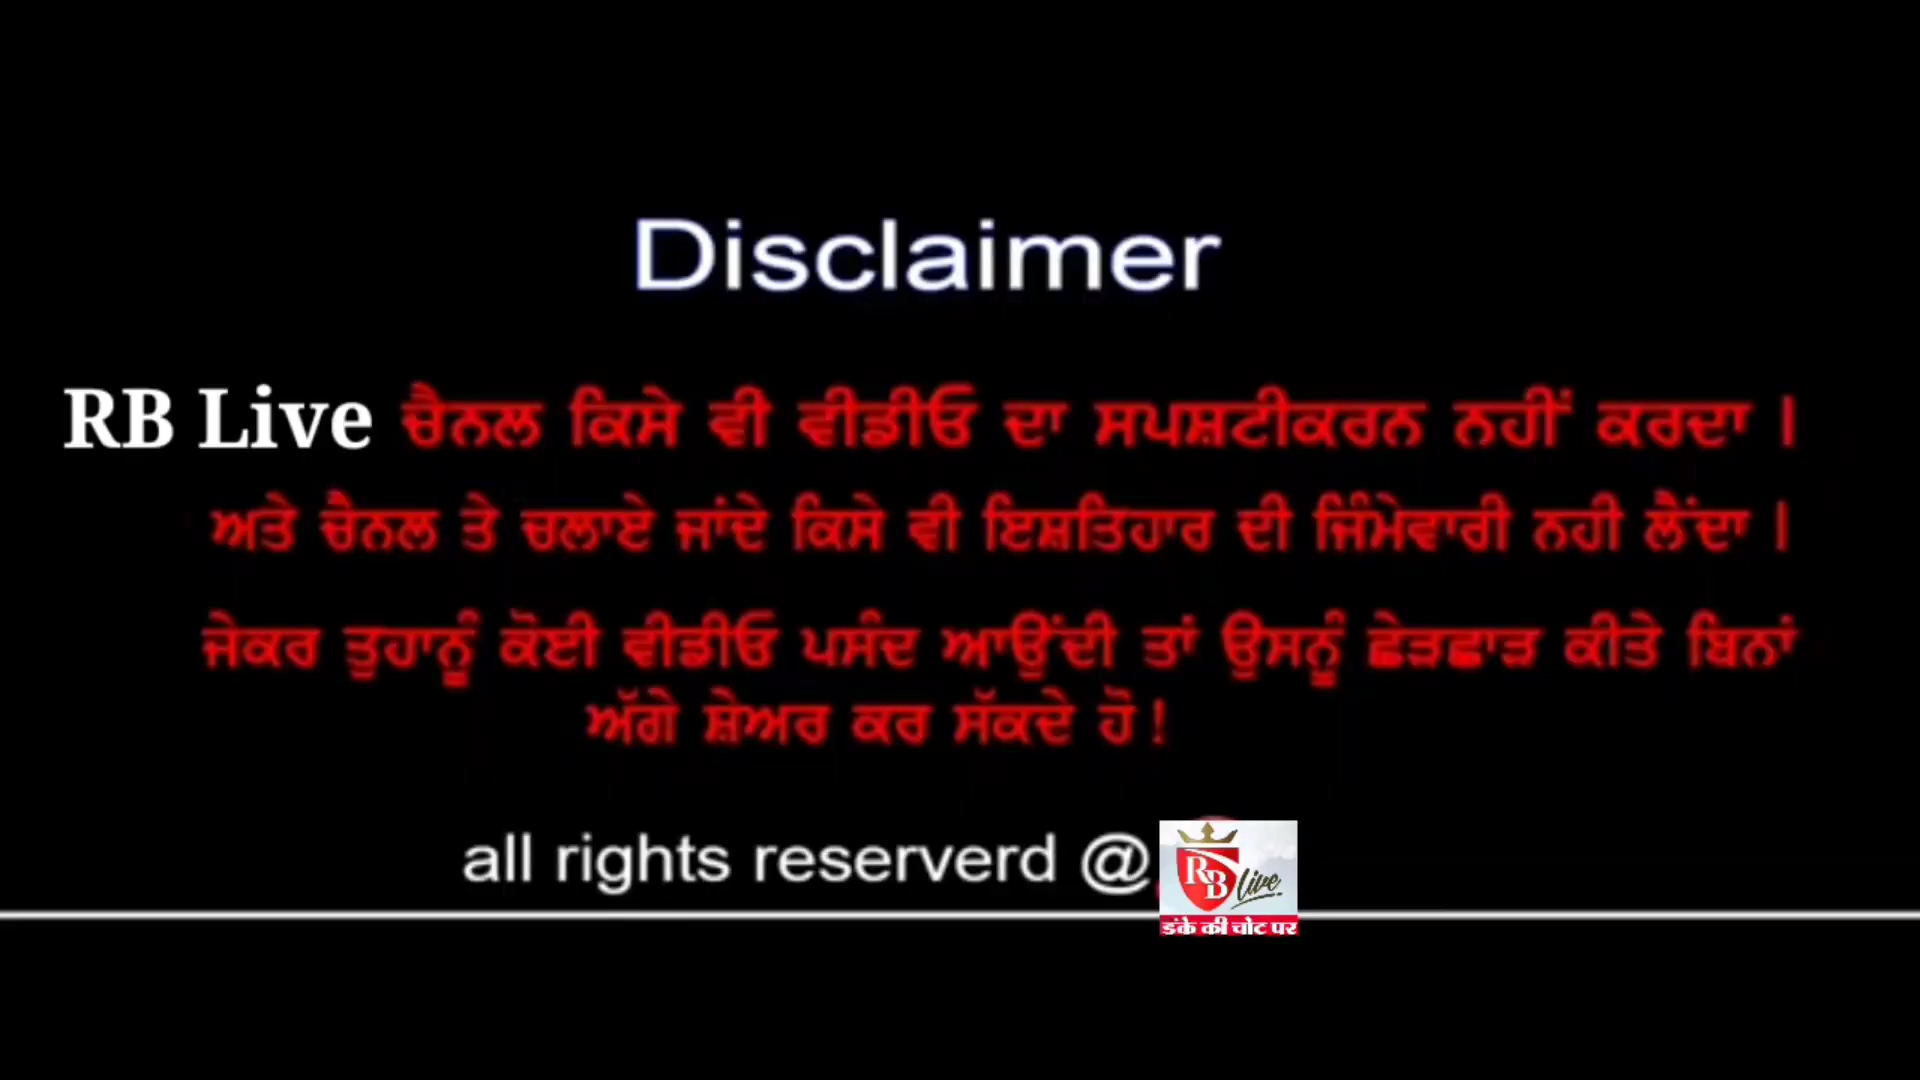 Disclaimer
RB Live ਚੈਨਲ ਕਿਸੇ ਵੀ ਵੀਡੀਓ ਦਾ ਸਪਸ਼ਟੀਕਰਨ ਨਹੀਂ ਕਰਦਾ ।
ਅਤੇ ਚੈਨਲ ਤੇ ਚਲਾਏ ਜਾਂਦੇ ਕਿਸੇ ਵੀ ਇਸ਼ਤਿਹਾਰ ਦੀ ਜਿੰਮੇਵਾਰੀ ਨਹੀ ਲੈਂਦਾ ।
ਜੇਕਰ ਤੁਹਾਨੂੰ ਕੋਈ ਵੀਡੀਓ ਪਸੰਦ ਆਉਂਦੀ ਤਾਂ ਉਸਨੂੰ ਛੇੜਛਾੜ ਕੀਤੇ ਬਿਨਾਂ
ਅੱਗੇ ਸ਼ੇਅਰ ਕਰ ਸੱਕਦੇ ਹੋ !
all rights reserverd @
RB Live
डंके की चोट पर